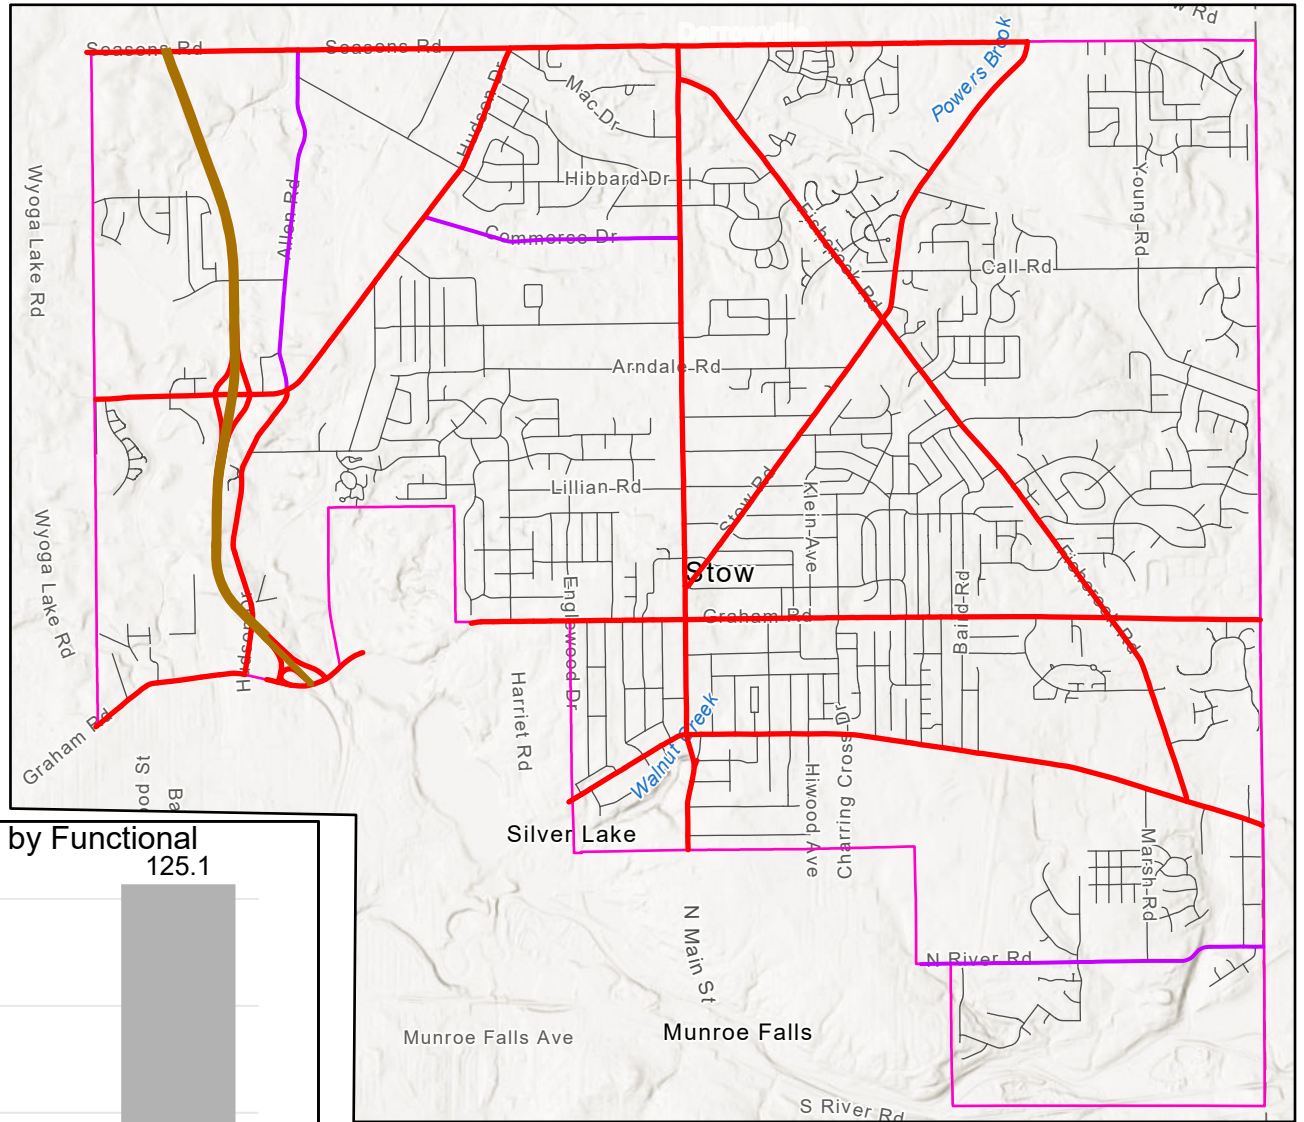 w Rd
Seasons Rd
Seasons Rd
Powers Brook
Mac Dr
Hudson Dr
Hibbard Dr
Wyoga Lake Rd
Allen Rd
Young Rd
Commerce Dr
Fishcreek Rd
Call Rd
Arndale Rd
Lillian Rd
Stow Rd
Klein Ave
Wyoga Lake Rd
Stow
Fishcreek Rd
Englewood Dr
Baird Rd
Graham Rd
Hudson Dr
Harriet Rd
Walnut Creek
Charring Cross Dr
Hiwood Ave
Graham Rd
Silver Lake
by Functional
125.1
Marsh Rd
N Main St
N River Rd
Munroe Falls Ave
Munroe Falls
S River Rd